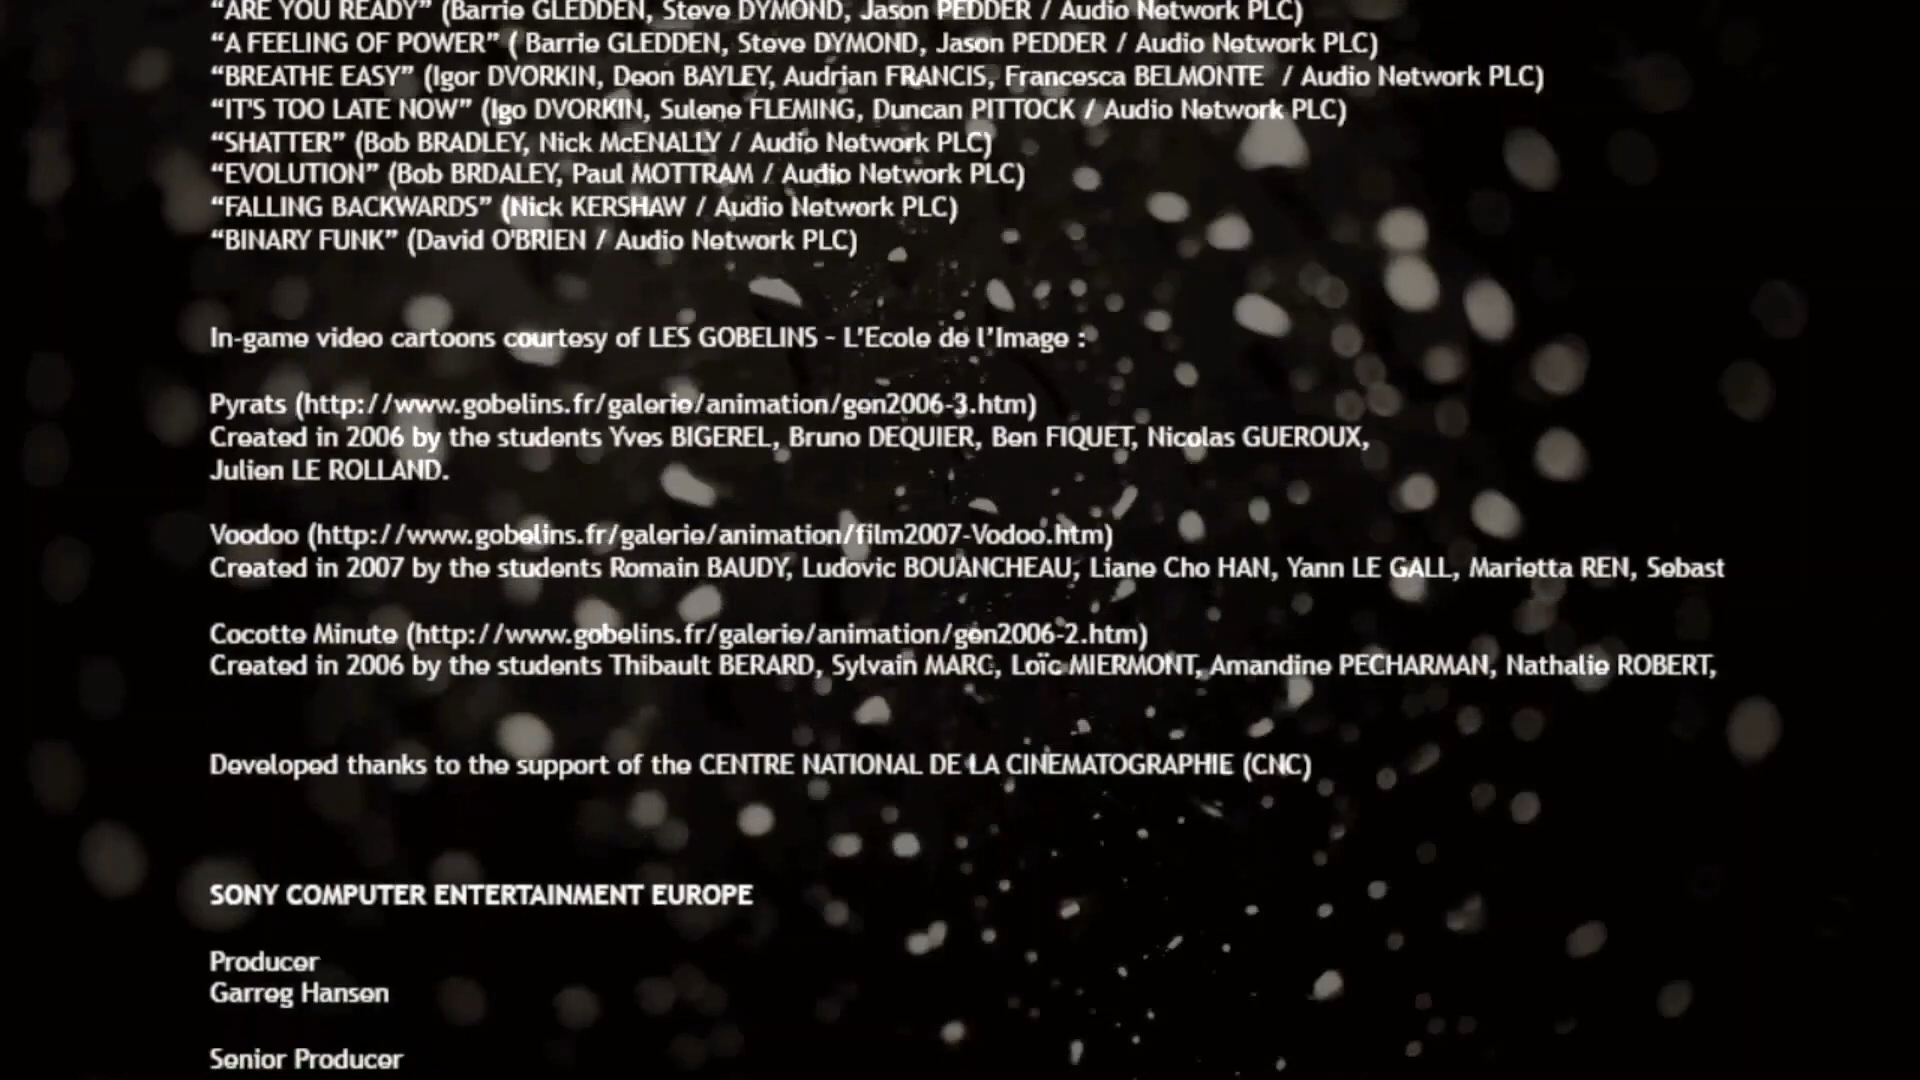 “ARE YOU READY” (Barrie GLEDDEN, Steve DYMOND, Jason PEDDER / Audio Network PLC)
“A FEELING OF POWER” ( Barrie GLEDDEN, Steve DYMOND, Jason PEDDER / Audio Network PLC)
“BREATHE EASY” (Igor DVORKIN, Deon BAYLEY, Audrian FRANCIS, Francesca BELMONTE  / Audio Network PLC)
“IT'S TOO LATE NOW” (Igo DVORKIN, Sulene FLEMING, Duncan PITTOCK / Audio Network PLC)
“SHATTER” (Bob BRADLEY, Nick McENALLY / Audio Network PLC)
“EVOLUTION” (Bob BRDALEY, Paul MOTTRAM / Audio Network PLC)
“FALLING BACKWARDS” (Nick KERSHAW / Audio Network PLC)
“BINARY FUNK” (David O'BRIEN / Audio Network PLC)
In-game video cartoons courtesy of LES GOBELINS - L’Ecole de l’Image :
Pyrats (http://www.gobelins.fr/galerie/animation/gen2006-3.htm)
Created in 2006 by the students Yves BIGEREL, Bruno DEQUIER, Ben FIQUET, Nicolas GUEROUX,
Julien LE ROLLAND.
Voodoo (http://www.gobelins.fr/galerie/animation/film2007-Vodoo.htm)
Created in 2007 by the students Romain BAUDY, Ludovic BOUANCHEAU, Liane Cho HAN, Yann LE GALL, Marietta REN, Sebast
Cocotte Minute (http://www.gobelins.fr/galerie/animation/gen2006-2.htm)
Created in 2006 by the students Thibault BERARD, Sylvain MARC, Loïc MIERMONT, Amandine PECHARMAN, Nathalie ROBERT,
Developed thanks to the support of the CENTRE NATIONAL DE LA CINEMATOGRAPHIE (CNC)
SONY COMPUTER ENTERTAINMENT EUROPE
Producer
Garreg Hansen
Senior Producer